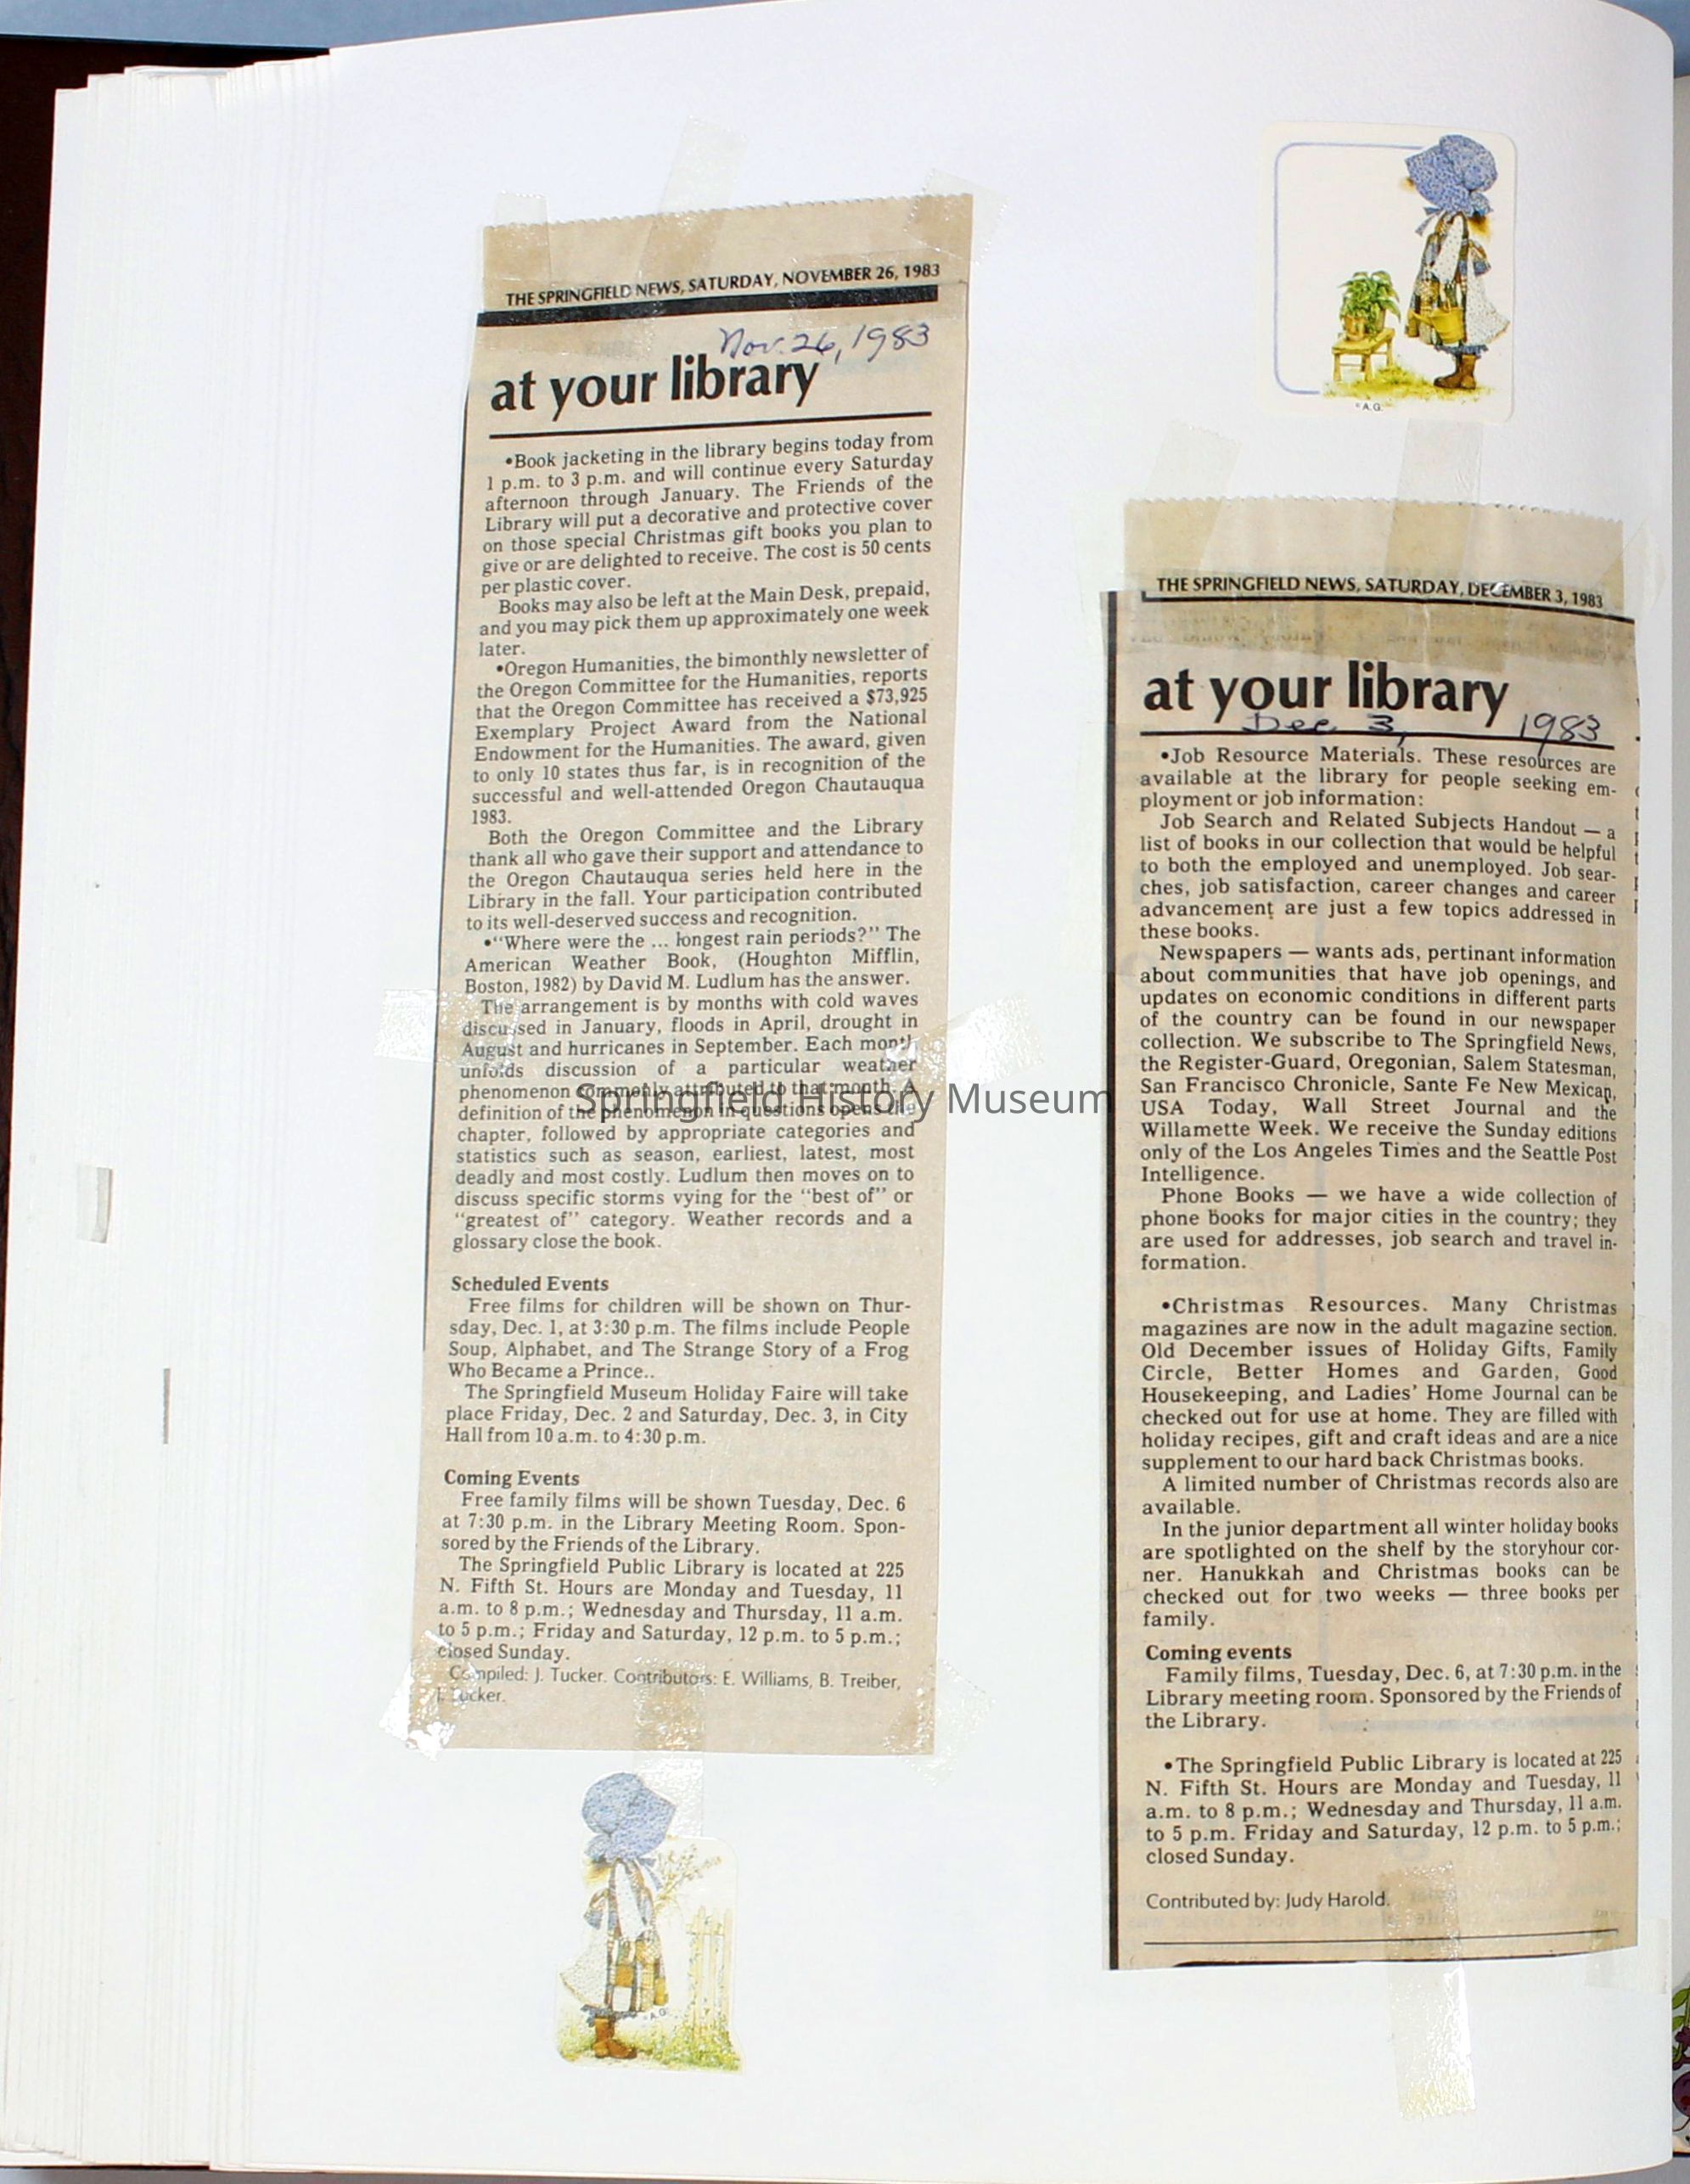 THE SPRINGFIELD NEWS, SATURDAY, NOVEMBER 26, 1983
Nov. 26, 1983
at your library
•Book jacketing in the library begins today from
1 p.m. to 3 p.m. and will continue every Saturday
afternoon through January. The Friends of the
Library will put a decorative and protective cover
on those special Christmas gift books you plan to
give or are delighted to receive. The cost is 50 cents
per plastic cover.
Books may also be left at the Main Desk, prepaid,
and you may pick them up approximately one week
later.
•Oregon Humanities, the bimonthly newsletter of
the Oregon Committee for the Humanities, reports
that the Oregon Committee has received a $73,925
Exemplary Project Award from the National
Endowment for the Humanities. The award, given
to only 10 states thus far, is in recognition of the
successful and well-attended Oregon Chautauqua
1983.
Both the Oregon Committee and the Library
thank all who gave their support and attendance to
the Oregon Chautauqua series held here in the
Library in the fall. Your participation contributed
to its well-deserved success and recognition.
•"Where were the ... longest rain periods?" The
American Weather Book, (Houghton Mifflin,
Boston, 1982) by David M. Ludlum has the answer.
The arrangement is by months with cold waves
discussed in January, floods in April, drought in
August and hurricanes in September. Each month
unfolds discussion of a particular weather
phenomenon commonly attributed to that month. A
definition of the phenomenon in questions opens the
chapter, followed by appropriate categories and
statistics such as season, earliest, latest, most
deadly and most costly. Ludlum then moves on to
discuss specific storms vying for the "best of" or
"greatest of" category. Weather records and a
glossary close the book.
Scheduled Events
Free films for children will be shown on Thur-
sday, Dec. 1, at 3:30 p.m. The films include People
Soup, Alphabet, and The Strange Story of a Frog
Who Became a Prince..
The Springfield Museum Holiday Faire will take
place Friday, Dec. 2 and Saturday, Dec. 3, in City
Hall from 10 a.m. to 4:30 p.m.
Coming Events
Free family films will be shown Tuesday, Dec. 6
at 7:30 p.m. in the Library Meeting Room. Spon-
sored by the Friends of the Library.
The Springfield Public Library is located at 225
N. Fifth St. Hours are Monday and Tuesday, 11
a.m. to 8 p.m.; Wednesday and Thursday, 11 a.m.
to 5 p.m.; Friday and Saturday, 12 p.m. to 5 p.m.;
closed Sunday.
Compiled: J. Tucker. Contributors: E. Williams, B. Treiber,
J. Tucker.
Springfield History Museum
©A.G.
©A.G.
THE SPRINGFIELD NEWS, SATURDAY, DECEMBER 3, 1983
at your library
Dec. 3, 1983
•Job Resource Materials. These resources are
available at the library for people seeking em-
ployment or job information:
Job Search and Related Subjects Handout — a
list of books in our collection that would be helpful
to both the employed and unemployed. Job sear-
ches, job satisfaction, career changes and career
advancement are just a few topics addressed in
these books.
Newspapers — wants ads, pertinent information
about communities that have job openings, and
updates on economic conditions in different parts
of the country can be found in our newspaper
collection. We subscribe to The Springfield News,
the Register-Guard, Oregonian, Salem Statesman,
San Francisco Chronicle, Sante Fe New Mexican,
USA Today, Wall Street Journal and the
Willamette Week. We receive the Sunday editions
only of the Los Angeles Times and the Seattle Post
Intelligence.
Phone Books — we have a wide collection of
phone books for major cities in the country; they
are used for addresses, job search and travel in-
formation.
•Christmas Resources. Many Christmas
magazines are now in the adult magazine section.
Old December issues of Holiday Gifts, Family
Circle, Better Homes and Garden, Good
Housekeeping, and Ladies' Home Journal can be
checked out for use at home. They are filled with
holiday recipes, gift and craft ideas and are a nice
supplement to our hard back Christmas books.
A limited number of Christmas records also are
available.
In the junior department all winter holiday books
are spotlighted on the shelf by the storyhour cor-
ner. Hanukkah and Christmas books can be
checked out for two weeks — three books per
family.
Coming events
Family films, Tuesday, Dec. 6, at 7:30 p.m. in the
Library meeting room. Sponsored by the Friends of
the Library.
•The Springfield Public Library is located at 225
N. Fifth St. Hours are Monday and Tuesday, 11
a.m. to 8 p.m.; Wednesday and Thursday, 11 a.m.
to 5 p.m. Friday and Saturday, 12 p.m. to 5 p.m.;
closed Sunday.
Contributed by: Judy Harold.